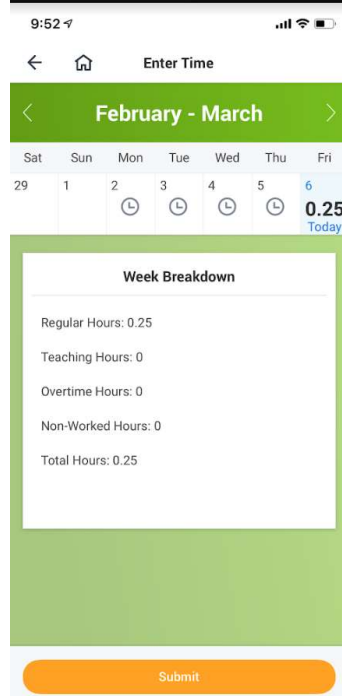 9:52
Enter Time
February - March
Sat Sun Mon Tue Wed Thu Fri
29 1 2 3 4 5 6
0.25
Today
Week Breakdown
Regular Hours: 0.25
Teaching Hours: 0
Overtime Hours: 0
Non-Worked Hours: 0
Total Hours: 0.25
Submit